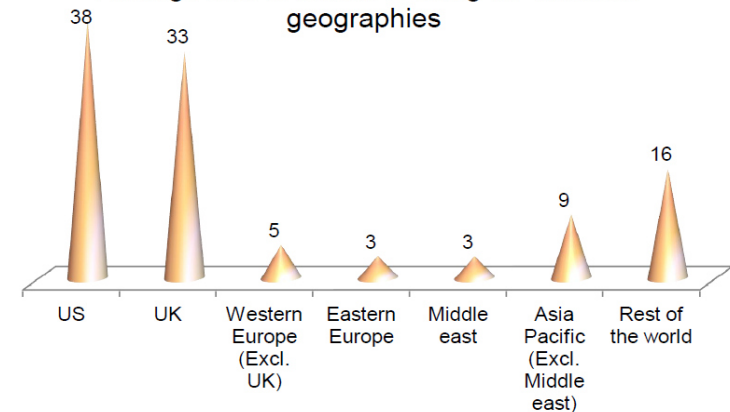 geographies
38
33
5
3
3
9
16
US
UK
Western
Europe
(Excl.
UK)
Eastern
Europe
Middle
east
Asia
Pacific
(Excl.
Middle
east)
Rest of
the world